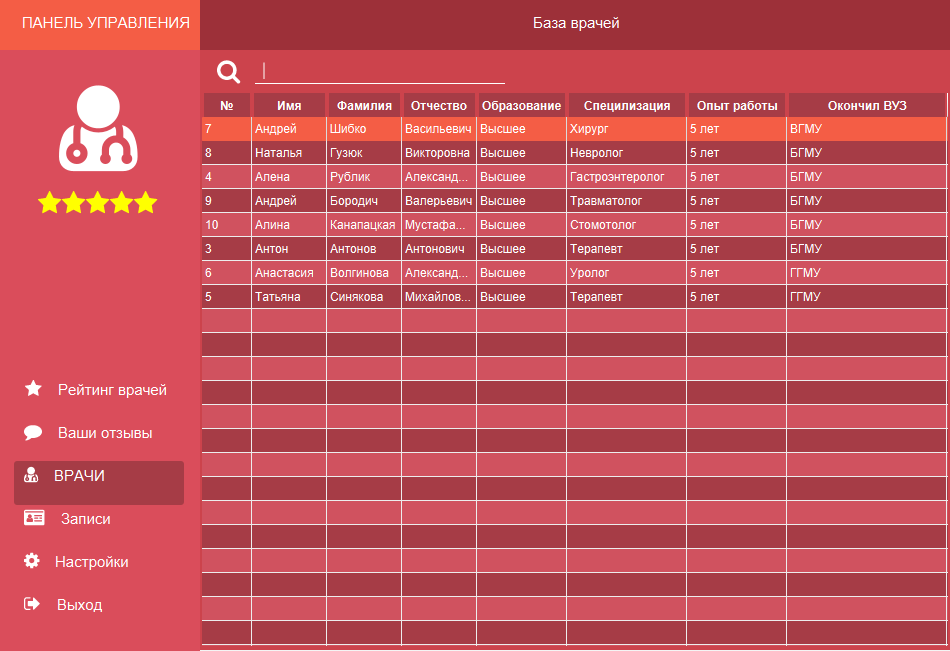 ПАНЕЛЬ УПРАВЛЕНИЯ
База врачей
№ Имя Фамилия Отчество Образование Специлизация Опыт работы Окончил ВУЗ
7 Андрей Шибко Васильевич Высшее Хирург 5 лет ВГМУ
8 Наталья Гузюк Викторовна Высшее Невролог 5 лет БГМУ
4 Алена Рублик Александ... Высшее Гастроэнтеролог 5 лет БГМУ
9 Андрей Бородич Валерьевич Высшее Травматолог 5 лет БГМУ
10 Алина Канапацкая Мустафа... Высшее Стомотолог 5 лет БГМУ
3 Антон Антонов Антонович Высшее Терапевт 5 лет БГМУ
6 Анастасия Волгинова Александ... Высшее Уролог 5 лет ГГМУ
5 Татьяна Синякова Михайлов... Высшее Терапевт 5 лет ГГМУ
Рейтинг врачей
Ваши отзывы
ВРАЧИ
Записи
Настройки
Выход